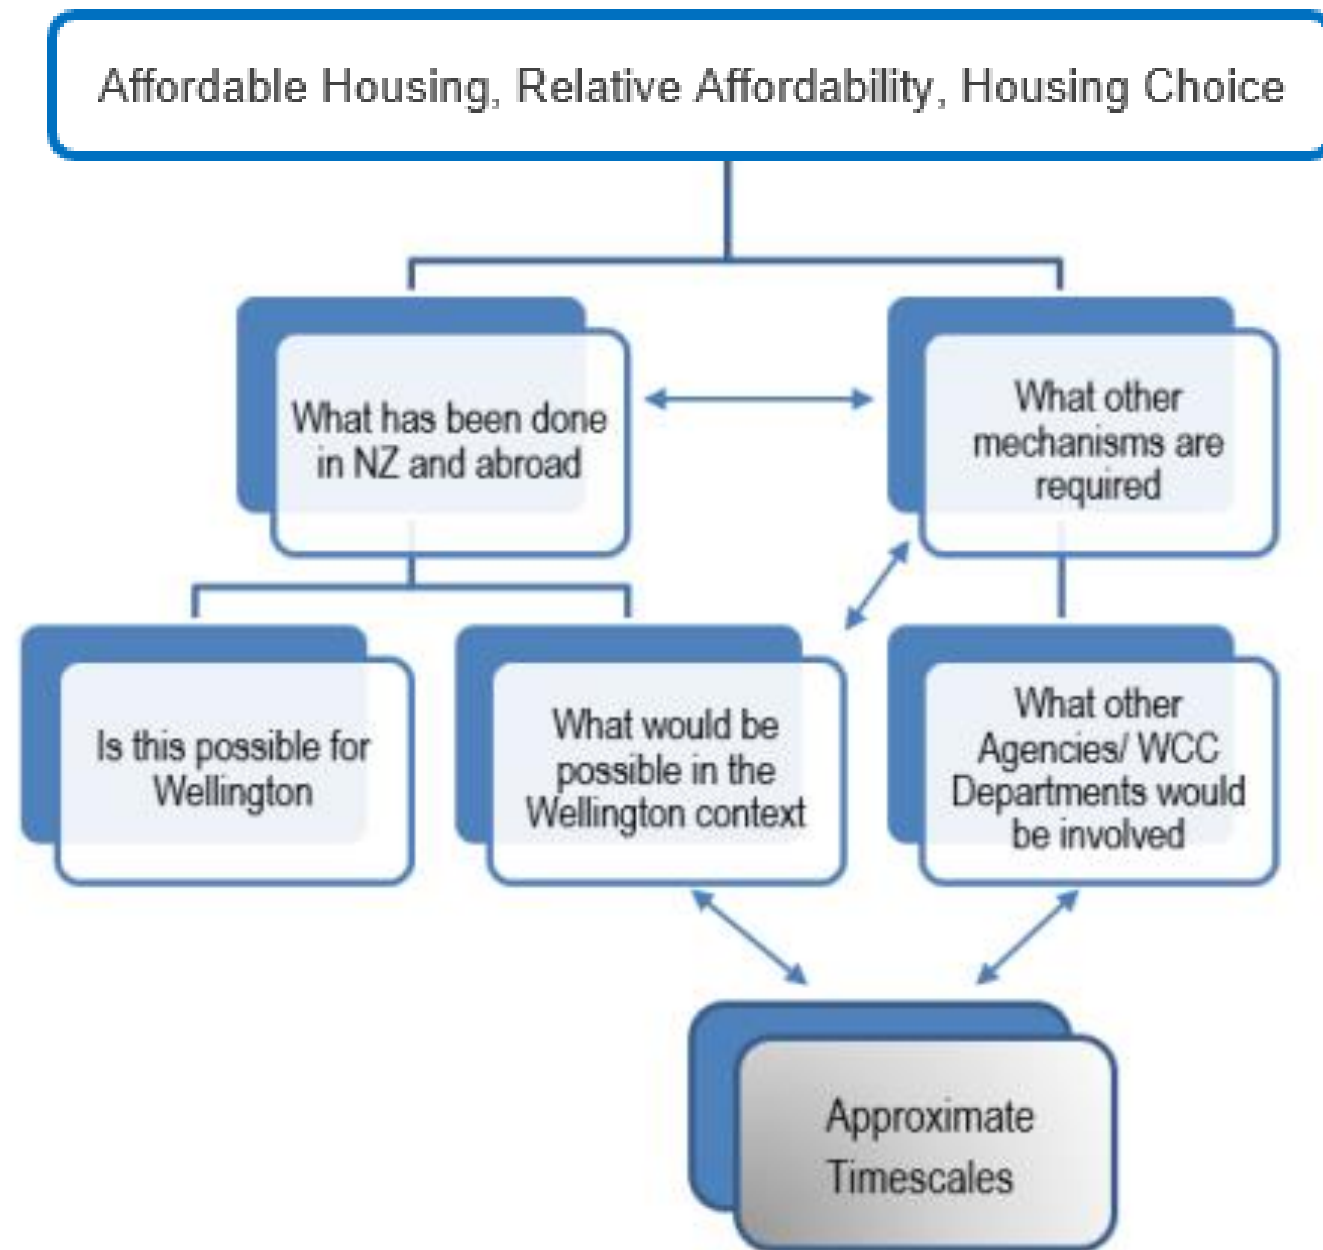 Affordable Housing, Relative Affordability, Housing Choice
What has been done
in NZ and abroad
What other
mechanisms are
required
Is this possible for
Wellington
What would be
possible in the
Wellington context
What other
Agencies/ WCC
Departments would
be involved
Approximate
Timescales